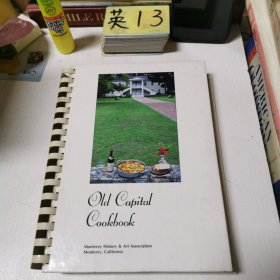 英13
Old Capital
Cookbook
Monterey History & Art Association
Monterey, California